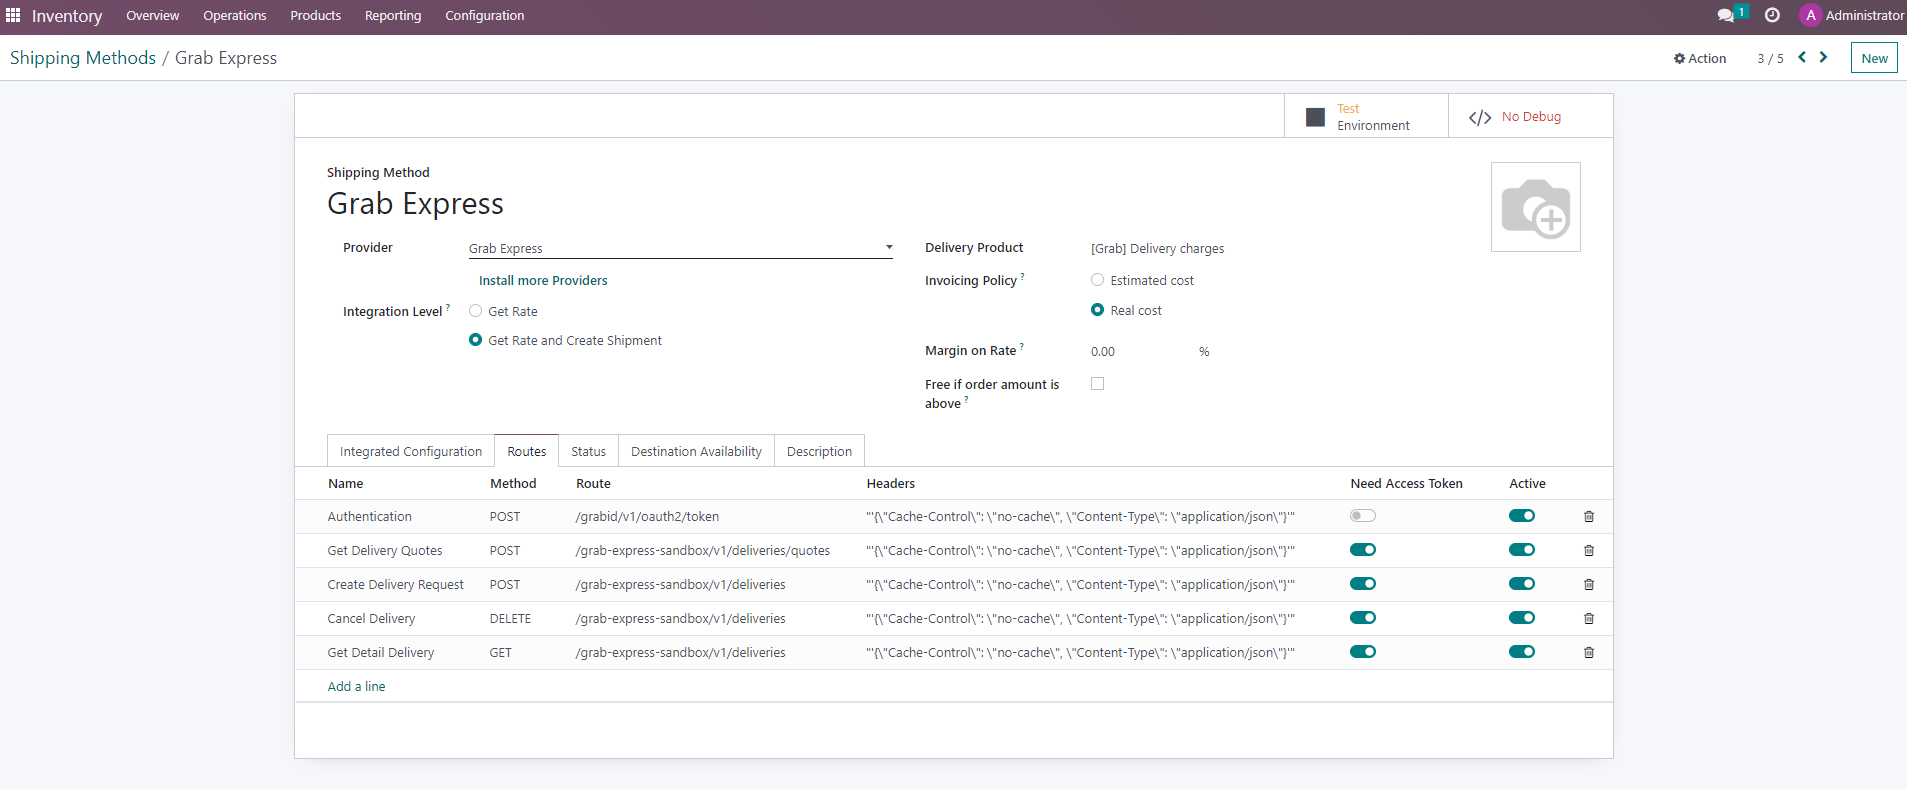 Inventory Overview Operations Products Reporting Configuration 1 A Administrator
Shipping Methods / Grab Express Action 3 / 5 New
Test
Environment
</> No Debug
Shipping Method
Grab Express
Provider Grab Express Delivery Product [Grab] Delivery charges
Install more Providers Invoicing Policy ? Estimated cost
Integration Level ? Get Rate Real cost
Get Rate and Create Shipment
Margin on Rate ? 0.00 %
Free if order amount is
above ?
Integrated Configuration Routes Status Destination Availability Description
Name Method Route Headers Need Access Token Active
Authentication POST /grabid/v1/oauth2/token "'{\"Cache-Control\": \"no-cache\", \"Content-Type\": \"application/json\"}'"
Get Delivery Quotes POST /grab-express-sandbox/v1/deliveries/quotes "'{\"Cache-Control\": \"no-cache\", \"Content-Type\": \"application/json\"}'"
Create Delivery Request POST /grab-express-sandbox/v1/deliveries "'{\"Cache-Control\": \"no-cache\", \"Content-Type\": \"application/json\"}'"
Cancel Delivery DELETE /grab-express-sandbox/v1/deliveries "'{\"Cache-Control\": \"no-cache\", \"Content-Type\": \"application/json\"}'"
Get Detail Delivery GET /grab-express-sandbox/v1/deliveries "'{\"Cache-Control\": \"no-cache\", \"Content-Type\": \"application/json\"}'"
Add a line